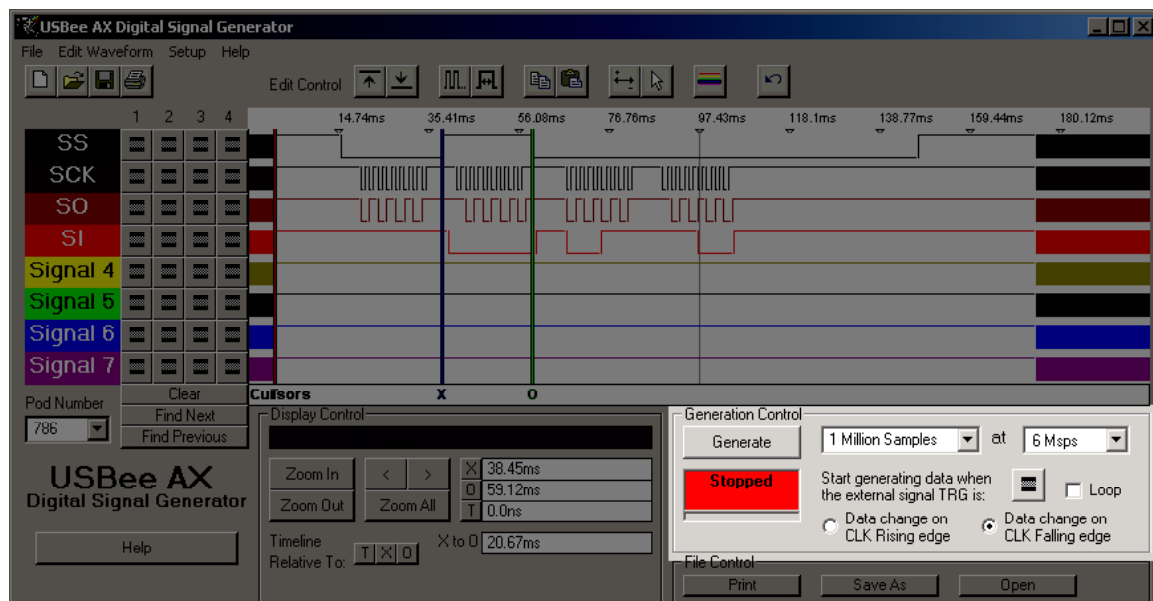 USBee AX Digital Signal Generator
File Edit Waveform Setup Help
Edit Control
1 2 3 4
14.74ms 35.41ms 56.08ms 76.76ms 97.43ms 118.1ms 138.77ms 159.44ms 180.12ms
SS
SCK
SO
SI
Signal 4
Signal 5
Signal 6
Signal 7
Clear
Cursors X O
Pod Number
786
Find Next
Find Previous
USBee AX
Digital Signal Generator
Help
Display Control
Zoom In < > X 38.45ms
O 59.12ms
Zoom Out Zoom All T 0.0ns
Timeline
Relative To: T X O X to O 20.67ms
Generation Control
Generate 1 Million Samples at 6 Msps
Stopped
Start generating data when
the external signal TRG is: Loop
Data change on
CLK Rising edge
Data change on
CLK Falling edge
File Control
Print Save As Open